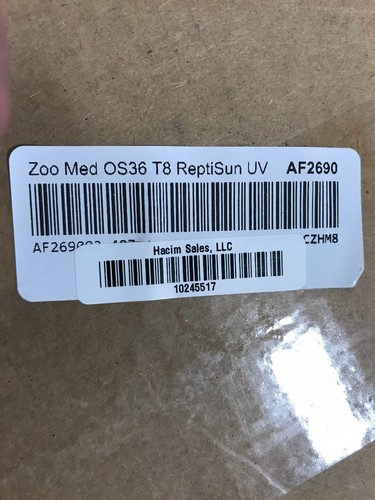 Zoo Med OS36 T8 ReptiSun UV AF2690
CZHM8
Hacim Sales, LLC
10245517